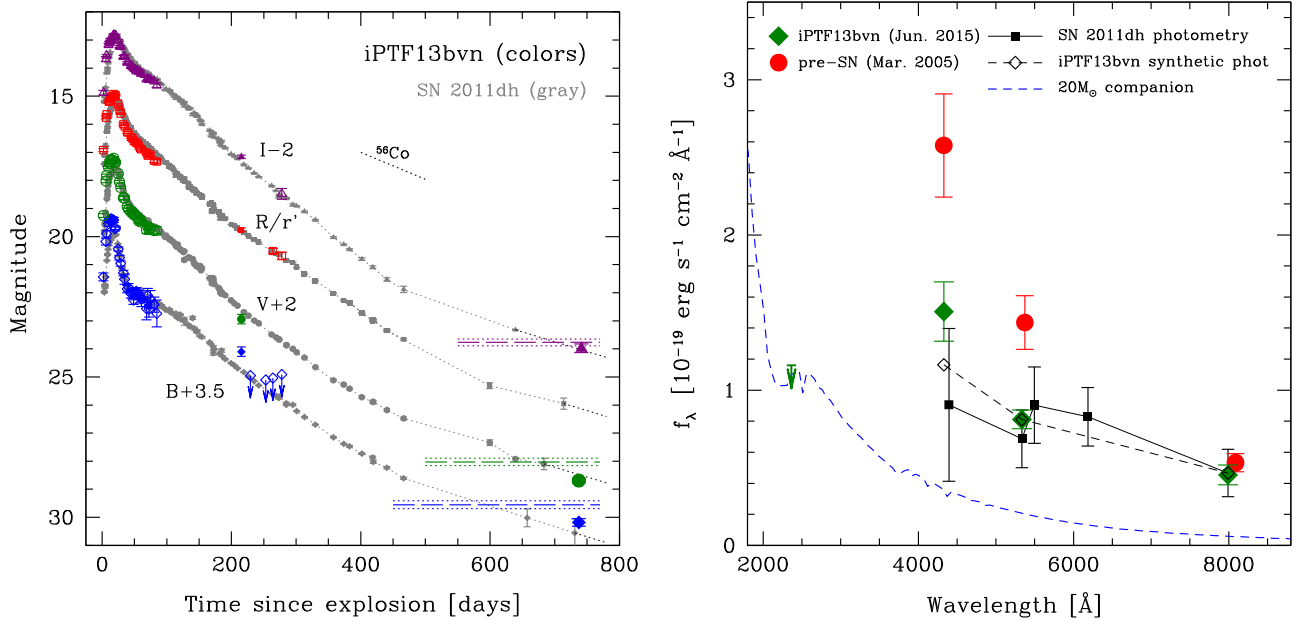 iPTF13bvn (colors)
SN 2011dh (gray)
⁵⁶Co
I−2
R/r'
V+2
B+3.5
15
20
25
30
Magnitude
0 200 400 600 800
Time since explosion [days]
iPTF13bvn (Jun. 2015)
pre−SN (Mar. 2005)
SN 2011dh photometry
iPTF13bvn synthetic phot
20M☉ companion
3
2
1
0
f_λ [10⁻¹⁹ erg s⁻¹ cm⁻² Å⁻¹]
2000 4000 6000 8000
Wavelength [Å]